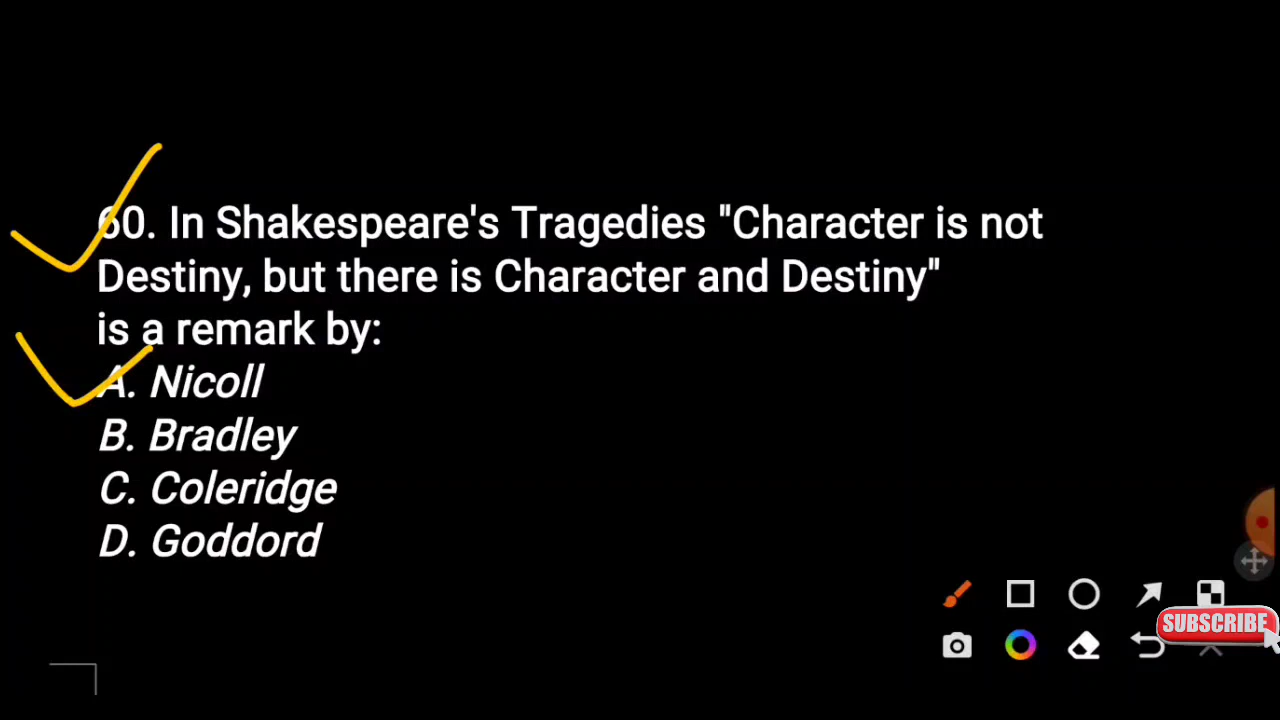 60. In Shakespeare's Tragedies "Character is not
Destiny, but there is Character and Destiny"
is a remark by:
A. Nicoll
B. Bradley
C. Coleridge
D. Goddord
SUBSCRIBE